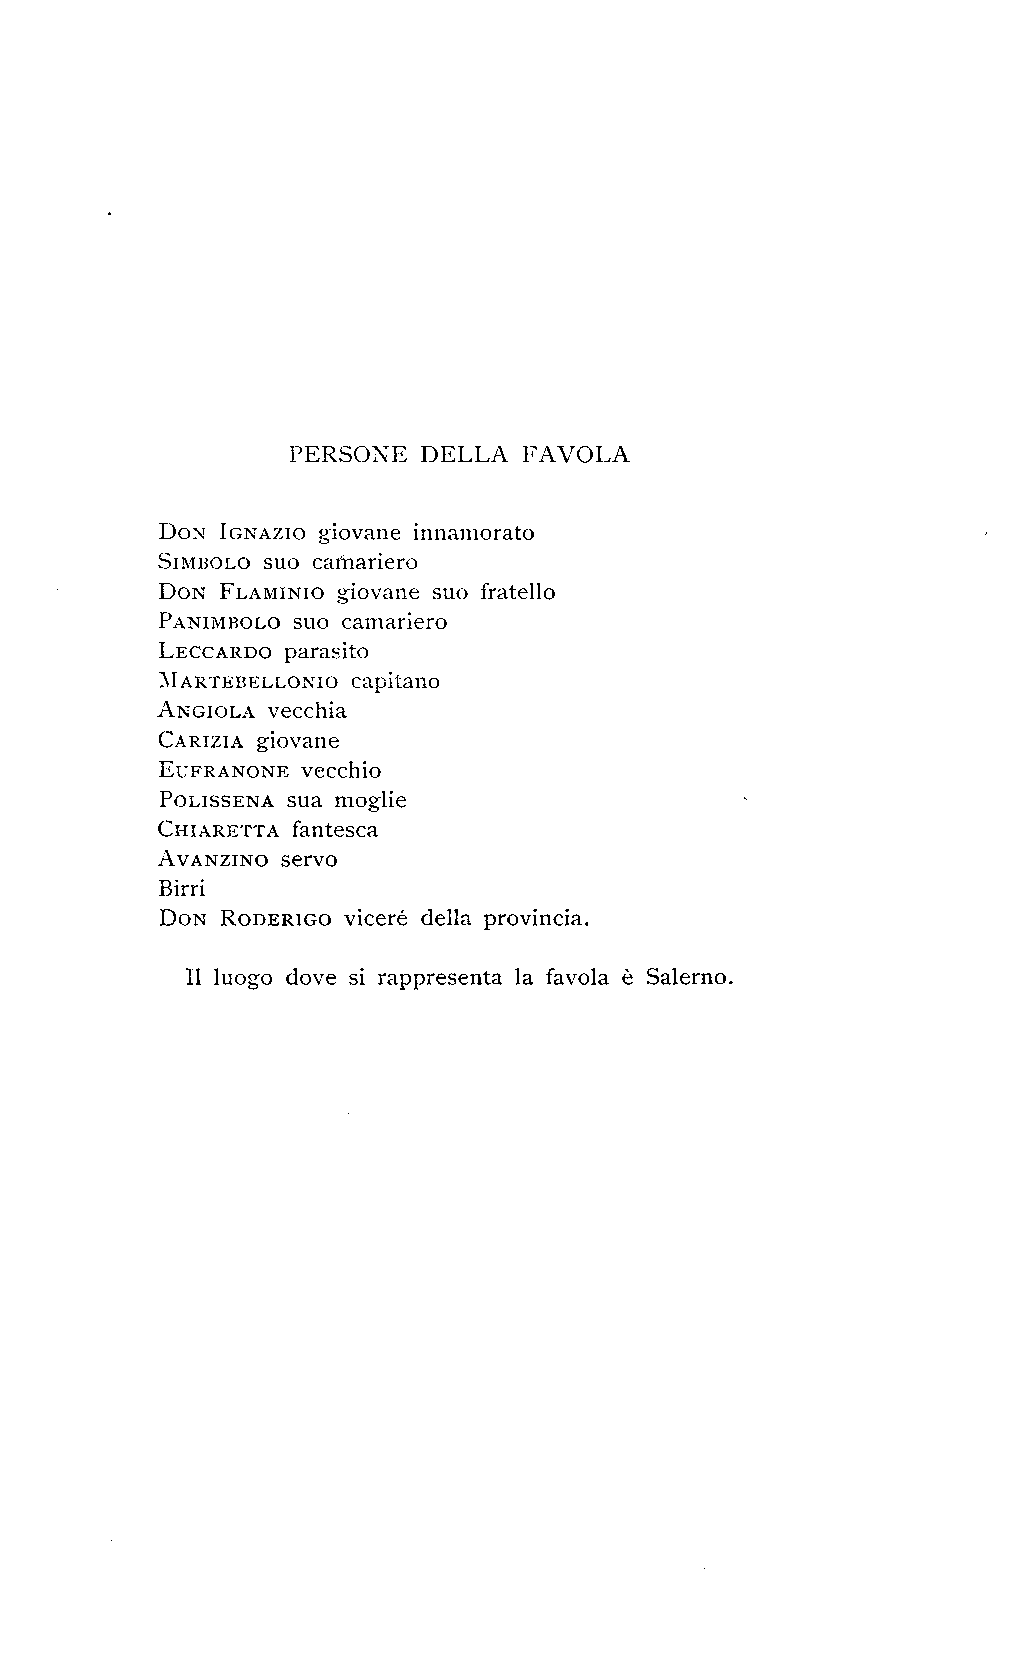 PERSONE DELLA FAVOLA
DON IGNAZIO giovane innamorato
SIMBOLO suo camariero
DON FLAMINIO giovane suo fratello
PANIMBOLO suo camariero
LECCARDO parasito
MARTEBELLONIO capitano
ANGIOLA vecchia
CARIZIA giovane
EUFRANONE vecchio
POLISSENA sua moglie
CHIARETTA fantesca
AVANZINO servo
Birri
DON RODERIGO viceré della provincia.
Il luogo dove si rappresenta la favola è Salerno.